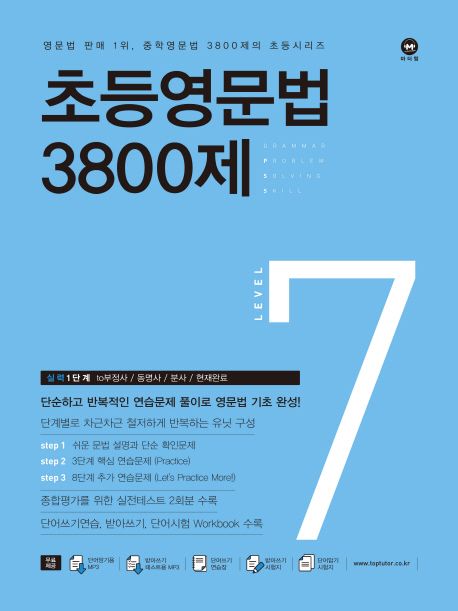 영문법 판매 1위, 중학영문법 3800제의 초등시리즈
마더텅
초등영문법
3800제
GRAMMAR
PROBLEM
SOLVING
SKILL
LEVEL
7
실력 1단계 to부정사 / 동명사 / 분사 / 현재완료
단순하고 반복적인 연습문제 풀이로 영문법 기초 완성!
단계별로 차근차근 철저하게 반복하는 유닛 구성
step 1 쉬운 문법 설명과 단순 확인문제
step 2 3단계 핵심 연습문제 (Practice)
step 3 8단계 추가 연습문제 (Let's Practice More!)
종합평가를 위한 실전테스트 2회분 수록
단어쓰기연습, 받아쓰기, 단어시험 Workbook 수록
무료 제공
단어암기용 MP3
받아쓰기 테스트용 MP3
단어쓰기 연습장
받아쓰기 시험지
단어암기 시험지
www.toptutor.co.kr